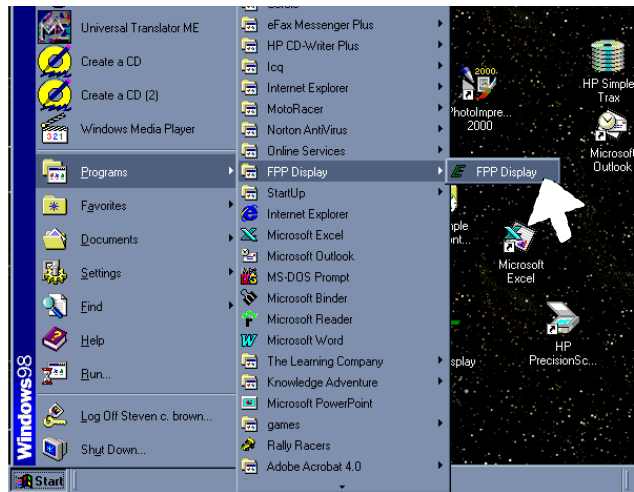 Universal Translator ME
Create a CD
Create a CD (2)
321
Windows Media Player
Programs
Favorites
Documents
Settings
Find
Help
Run...
Log Off Steven c. brown...
Shut Down...
Windows98
Start
eFax Messenger Plus
HP CD-Writer Plus
Icq
Internet Explorer
MotoRacer
Norton AntiVirus
Online Services
FPP Display
StartUp
Internet Explorer
Microsoft Excel
Microsoft Outlook
MS-DOS Prompt
Microsoft Binder
Microsoft Reader
Microsoft Word
The Learning Company
Knowledge Adventure
Microsoft PowerPoint
games
Rally Racers
Adobe Acrobat 4.0
FPP Display
2000
PhotoImpre...
2000
HP Simple
Trax
Microsoft
Outlook
Microsoft
Excel
HP
PrecisionSc...